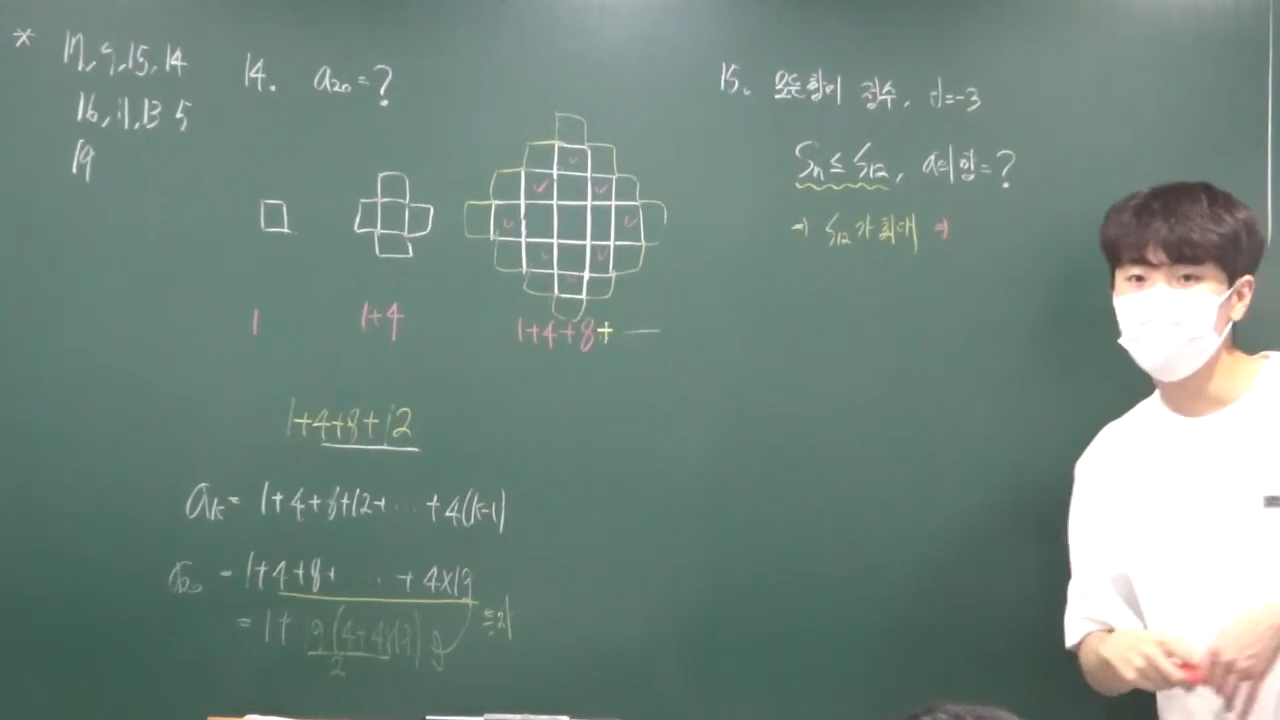 * 17, 9, 15, 14
16, 11, 13 5
19
14. a₂₀ = ?
1
1+4
1+4+8+ —
1+4+8+12
aₖ = 1+4+8+12+ ... +4(k-1)
a₂₀ = 1+4+8+ ... +4×19
= 1+ 19(4+4×19)/2 등차
15. 모든항이 정수, d=-3
Sₙ ≤ S₁₂, a의 합=?
⇒ S₁₂가 최대 ⇒